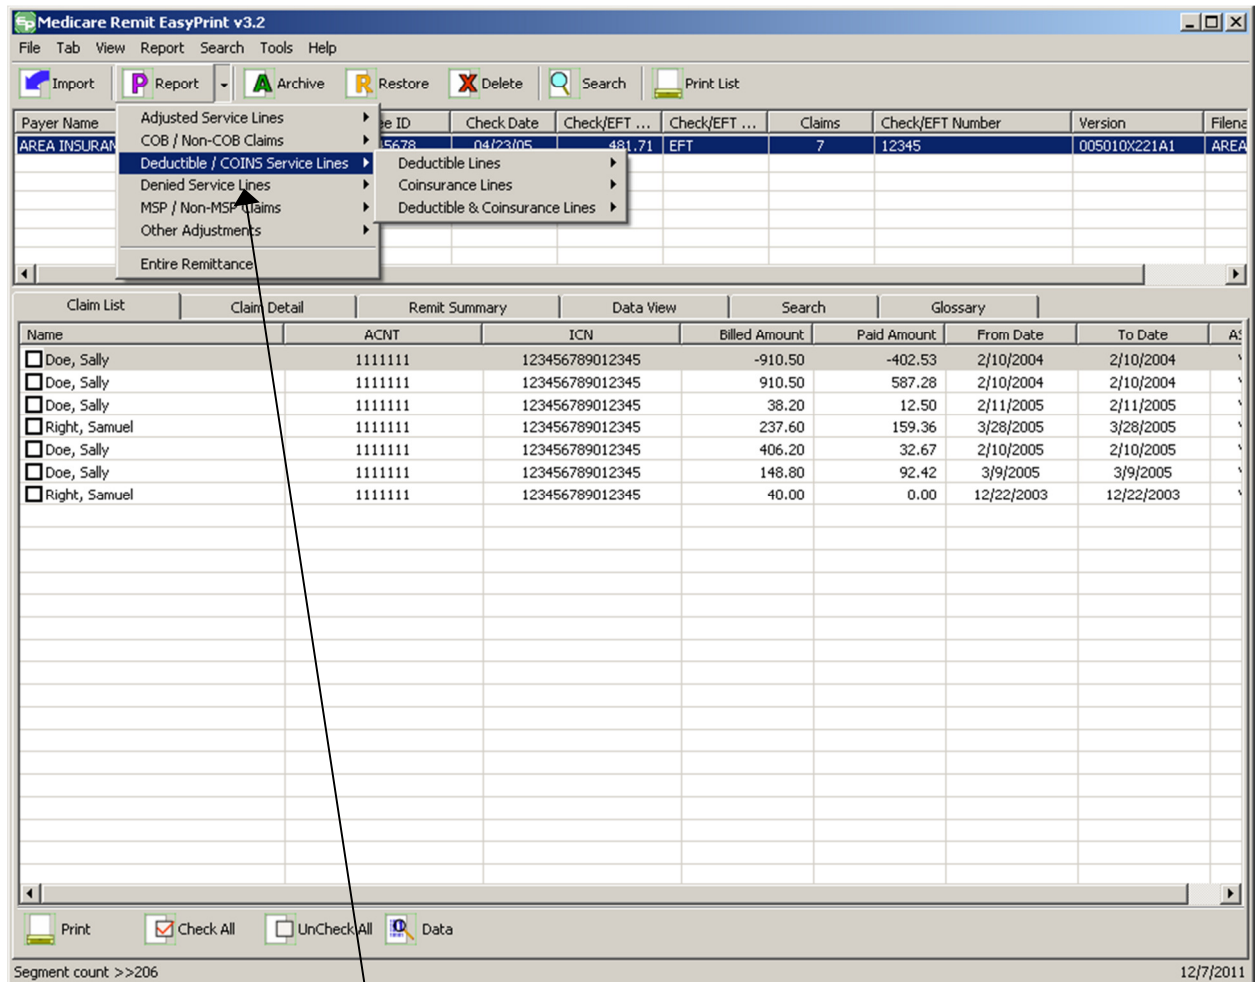 Medicare Remit EasyPrint v3.2
File Tab View Report Search Tools Help
Import P Report A Archive R Restore X Delete Search Print List
Payer Name ee ID Check Date Check/EFT ... Check/EFT ... Claims Check/EFT Number Version Filena
AREA INSURAN 45678 04/23/05 481.71 EFT 7 12345 005010X221A1 AREA
Adjusted Service Lines
COB / Non-COB Claims
Deductible / COINS Service Lines
Denied Service Lines
MSP / Non-MSP Claims
Other Adjustments
Entire Remittance
Deductible Lines
Coinsurance Lines
Deductible & Coinsurance Lines
Claim List Claim Detail Remit Summary Data View Search Glossary
Name ACNT ICN Billed Amount Paid Amount From Date To Date AS
Doe, Sally 1111111 123456789012345 -910.50 -402.53 2/10/2004 2/10/2004
Doe, Sally 1111111 123456789012345 910.50 587.28 2/10/2004 2/10/2004
Doe, Sally 1111111 123456789012345 38.20 12.50 2/11/2005 2/11/2005
Right, Samuel 1111111 123456789012345 237.60 159.36 3/28/2005 3/28/2005
Doe, Sally 1111111 123456789012345 406.20 32.67 2/10/2005 2/10/2005
Doe, Sally 1111111 123456789012345 148.80 92.42 3/9/2005 3/9/2005
Right, Samuel 1111111 123456789012345 40.00 0.00 12/22/2003 12/22/2003
Print Check All UnCheck All Data
Segment count >>206 12/7/2011